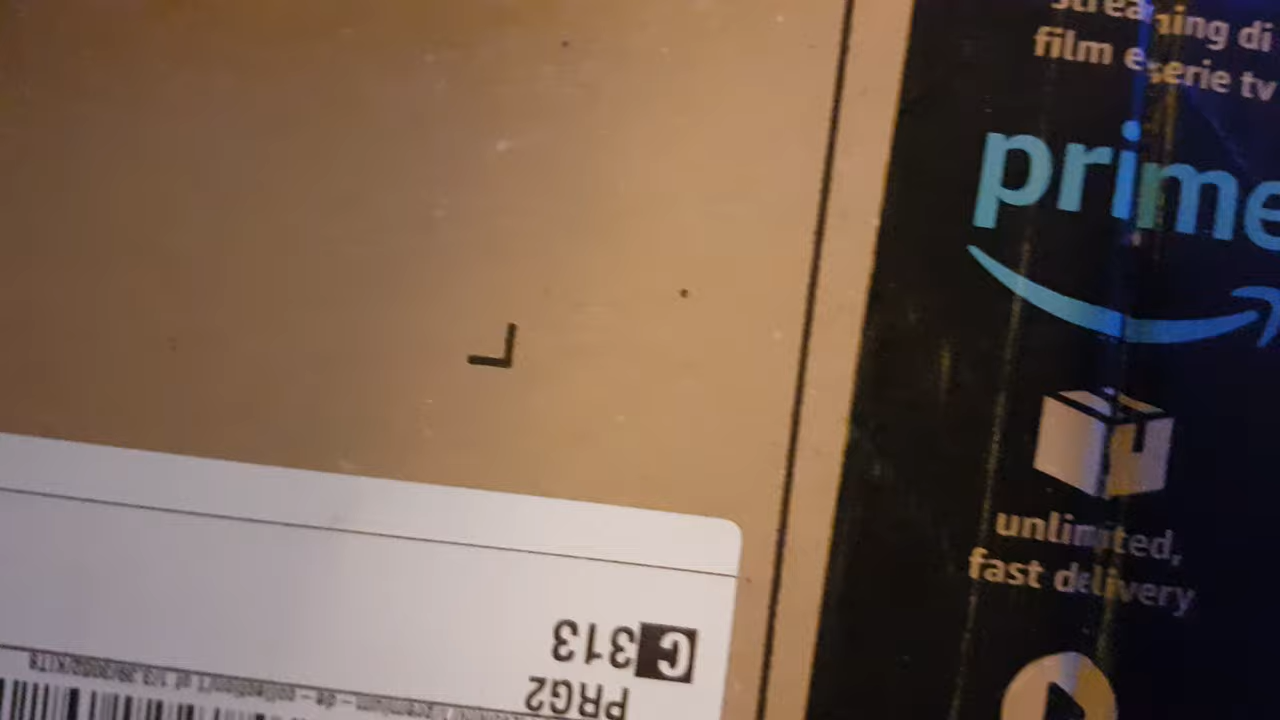 streaming di
film e serie tv
prime
unlimited,
fast delivery
C 313
PRG2